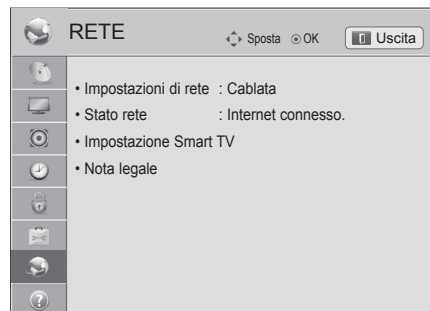 RETE
Sposta OK Uscita
• Impostazioni di rete : Cablata
• Stato rete : Internet connesso.
• Impostazione Smart TV
• Nota legale
?